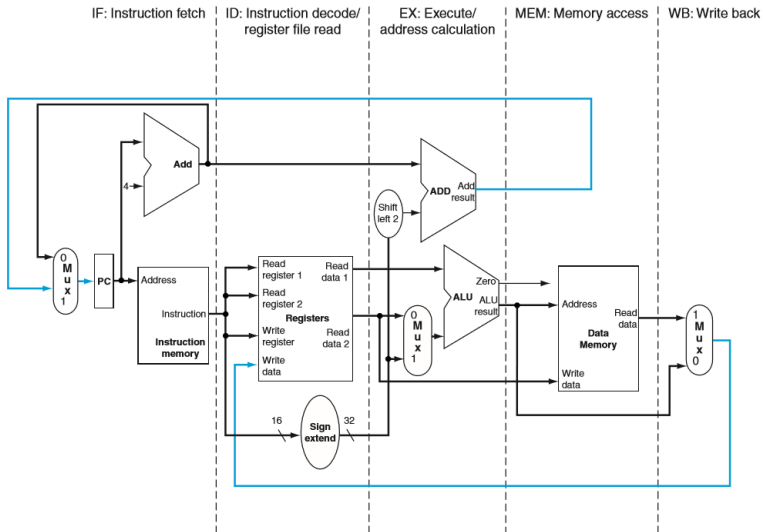 IF: Instruction fetch
ID: Instruction decode/
register file read
EX: Execute/
address calculation
MEM: Memory access
WB: Write back
Add
4
ADD
Add
result
Shift
left 2
0
M
u
x
1
PC
Address
Instruction
Instruction
memory
Read
register 1
Read
data 1
Read
register 2
Registers
Write
register
Read
data 2
Write
data
0
M
u
x
1
Zero
ALU
ALU
result
Address
Read
data
Data
Memory
Write
data
1
M
u
x
0
16
Sign
extend
32